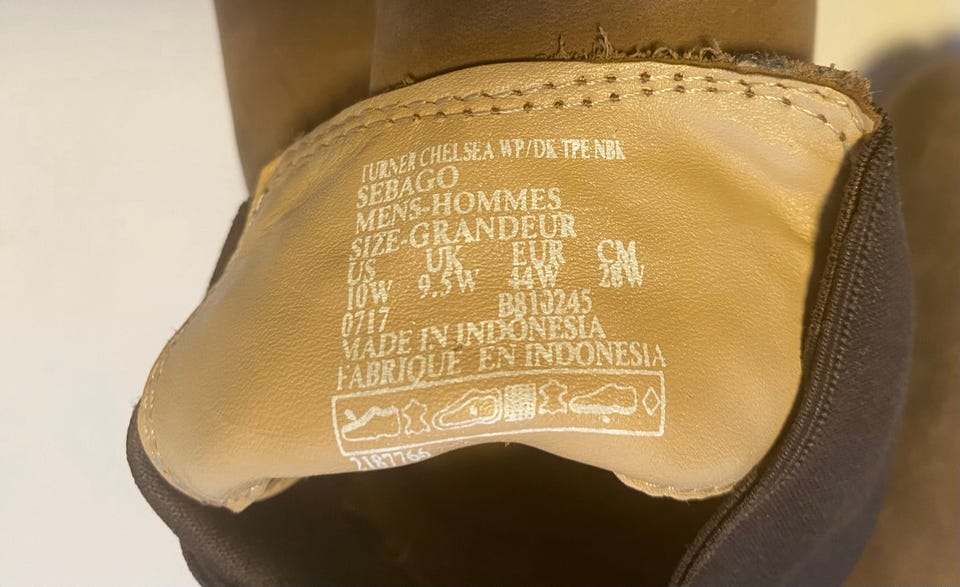 TURNER CHELSEA WP/DK TPE NBK
SEBAGO
MENS-HOMMES
SIZE-GRANDEUR
US UK EUR CM
10W 9.5W 44W 28W
0717 B810245
MADE IN INDONESIA
FABRIQUE EN INDONESIA
2187766